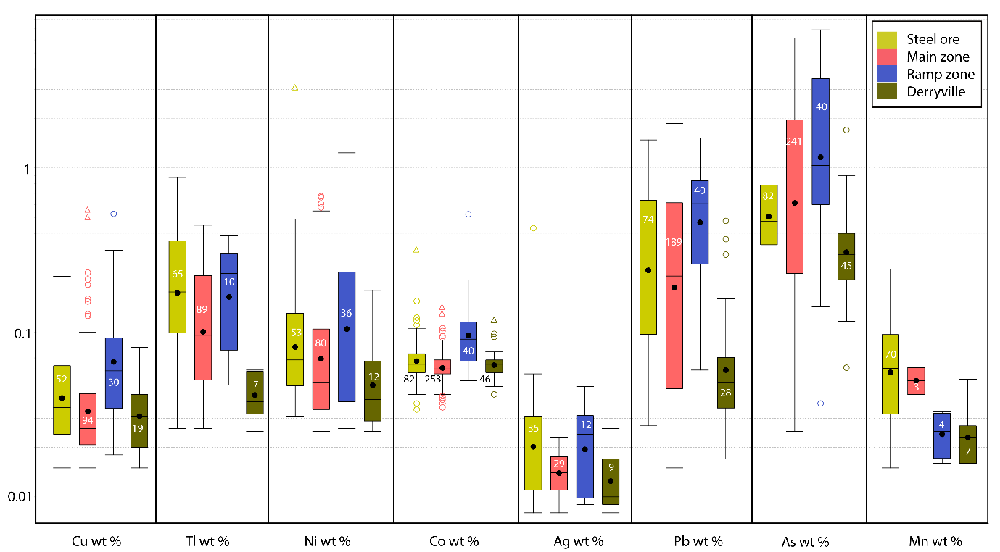 Steel ore
Main zone
Ramp zone
Derryville
1
0.1
0.01
52
94
30
19
65
89
10
7
53
80
36
12
82
253
40
46
35
29
12
9
74
189
40
28
82
241
40
45
70
3
4
7
Cu wt %
Tl wt %
Ni wt %
Co wt %
Ag wt %
Pb wt %
As wt %
Mn wt %